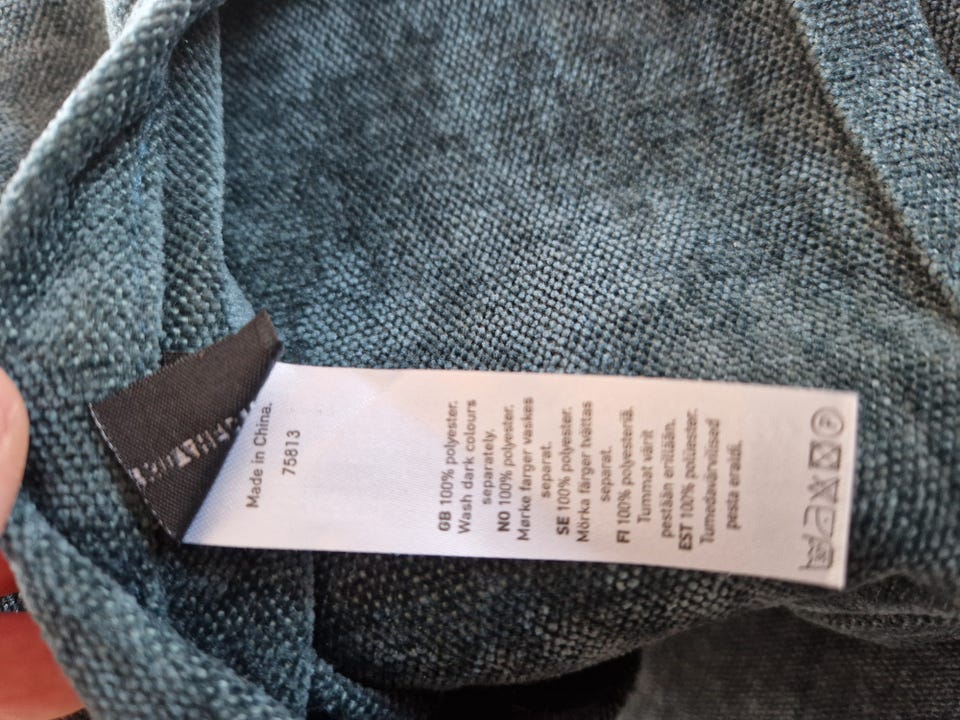 Made in China.
75813
GB 100% polyester.
Wash dark colours
separately.
NO 100% polyester.
Mørke farger vaskes
separat.
SE 100% polyester.
Mörka färger tvättas
separat.
FI 100% polyesteriä.
Tummat värit
pestään erillään.
EST 100% polüester.
Tumedavärvilised
pesta eraldi.